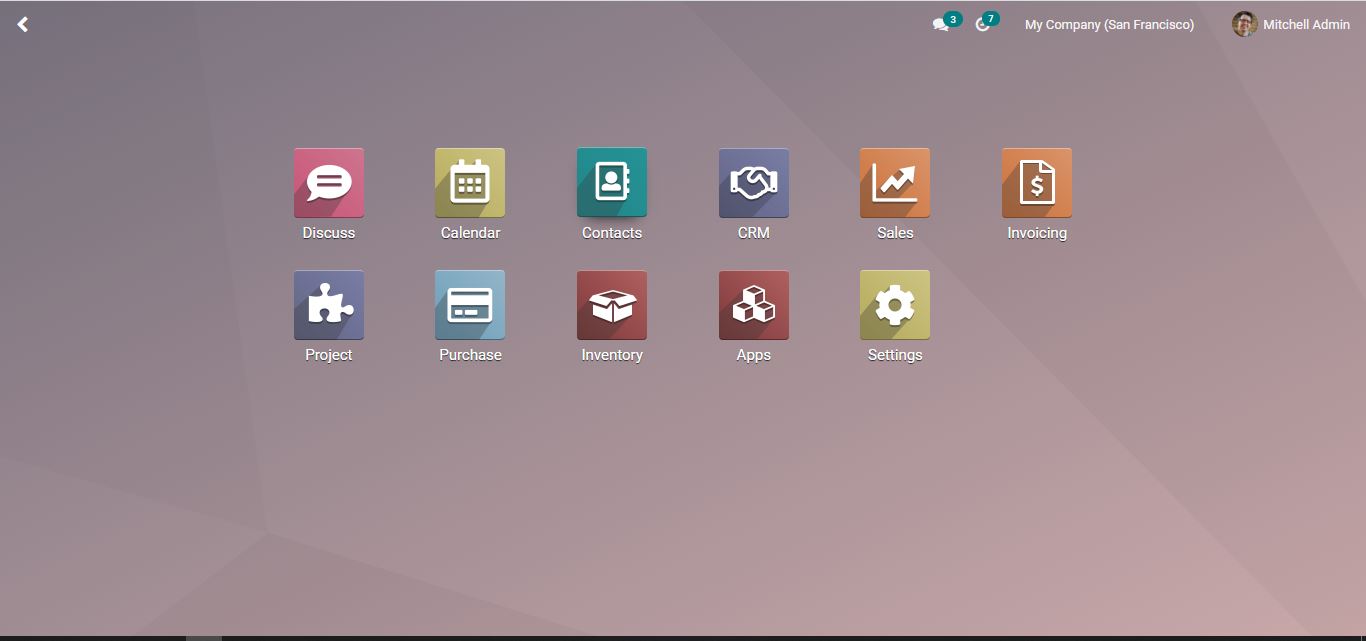 3 7 My Company (San Francisco) Mitchell Admin
Discuss Calendar Contacts CRM Sales Invoicing
Project Purchase Inventory Apps Settings